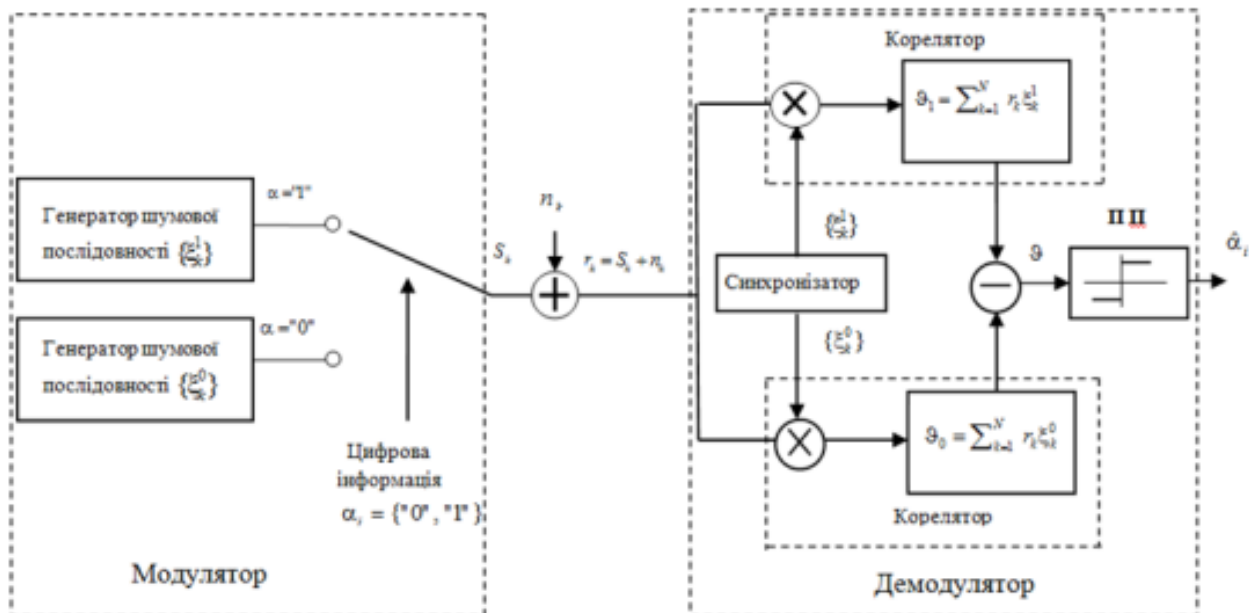 Корелятор
ϑ₁ = ∑ₖ₌₁ᴺ rₖξₖ¹
α="1"
Генератор шумової
послідовності {ξₖ¹}
nₖ
{ξₖ¹}
ПП
Sₖ
rₖ = Sₖ + nₖ
ϑ
α̂ᵢ
Синхронізатор
α="0"
Генератор шумової
послідовності {ξₖ⁰}
{ξₖ⁰}
ϑ₀ = ∑ₖ₌₁ᴺ rₖξₖ⁰
Цифрова
інформація
αᵢ = {"0", "1"}
Корелятор
Модулятор
Демодулятор